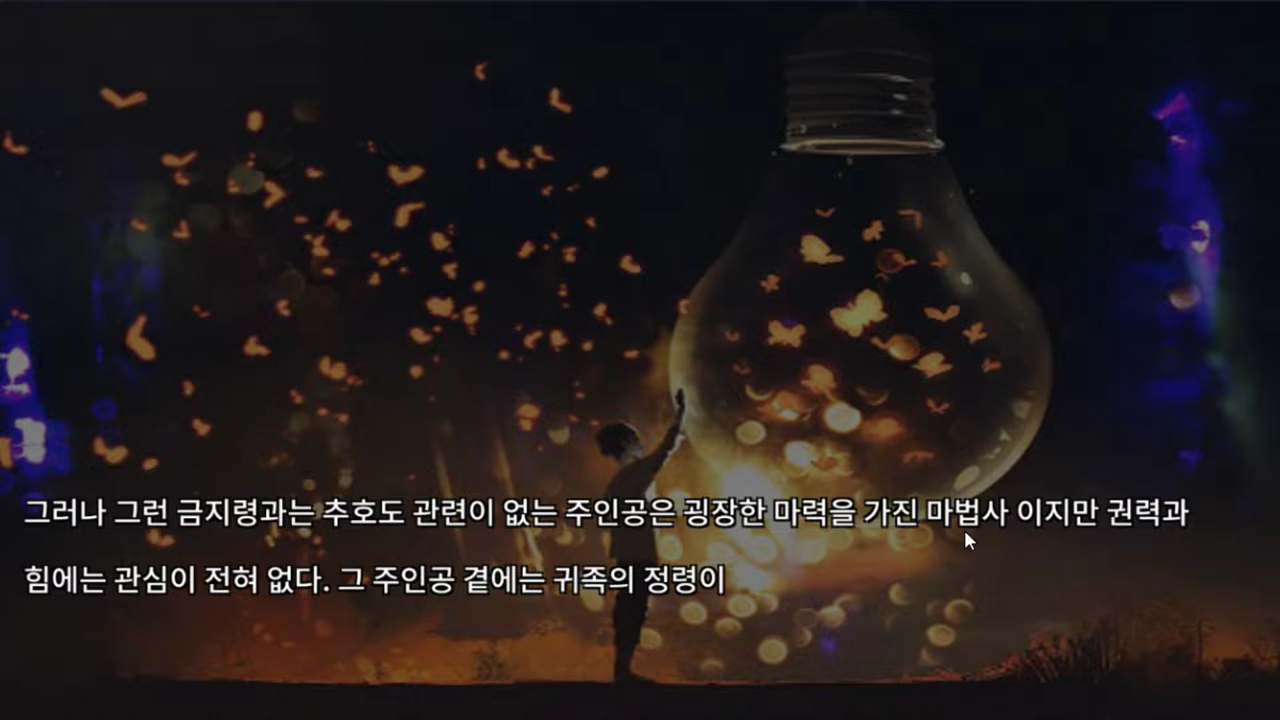 그러나 그런 금지령과는 추호도 관련이 없는 주인공은 굉장한 마력을 가진 마법사 이지만 권력과
힘에는 관심이 전혀 없다. 그 주인공 곁에는 귀족의 정령이